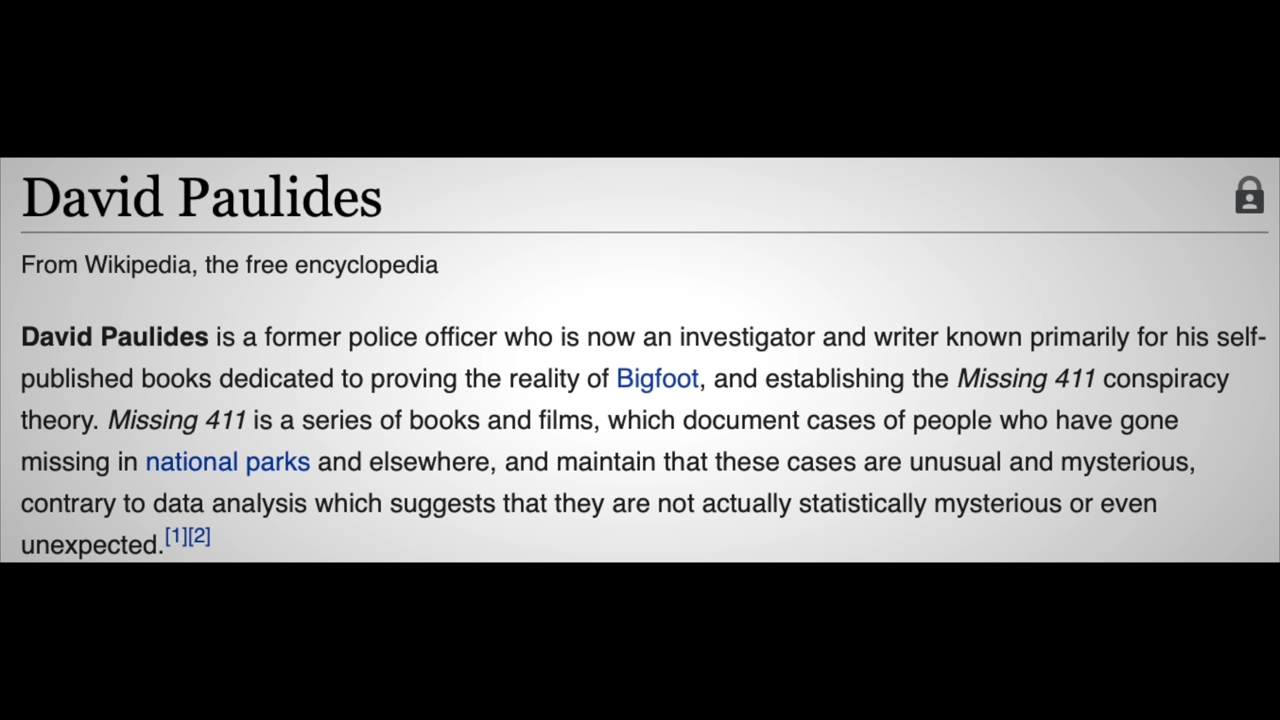 David Paulides
From Wikipedia, the free encyclopedia
David Paulides is a former police officer who is now an investigator and writer known primarily for his self-
published books dedicated to proving the reality of Bigfoot, and establishing the Missing 411 conspiracy
theory. Missing 411 is a series of books and films, which document cases of people who have gone
missing in national parks and elsewhere, and maintain that these cases are unusual and mysterious,
contrary to data analysis which suggests that they are not actually statistically mysterious or even
unexpected.[1][2]